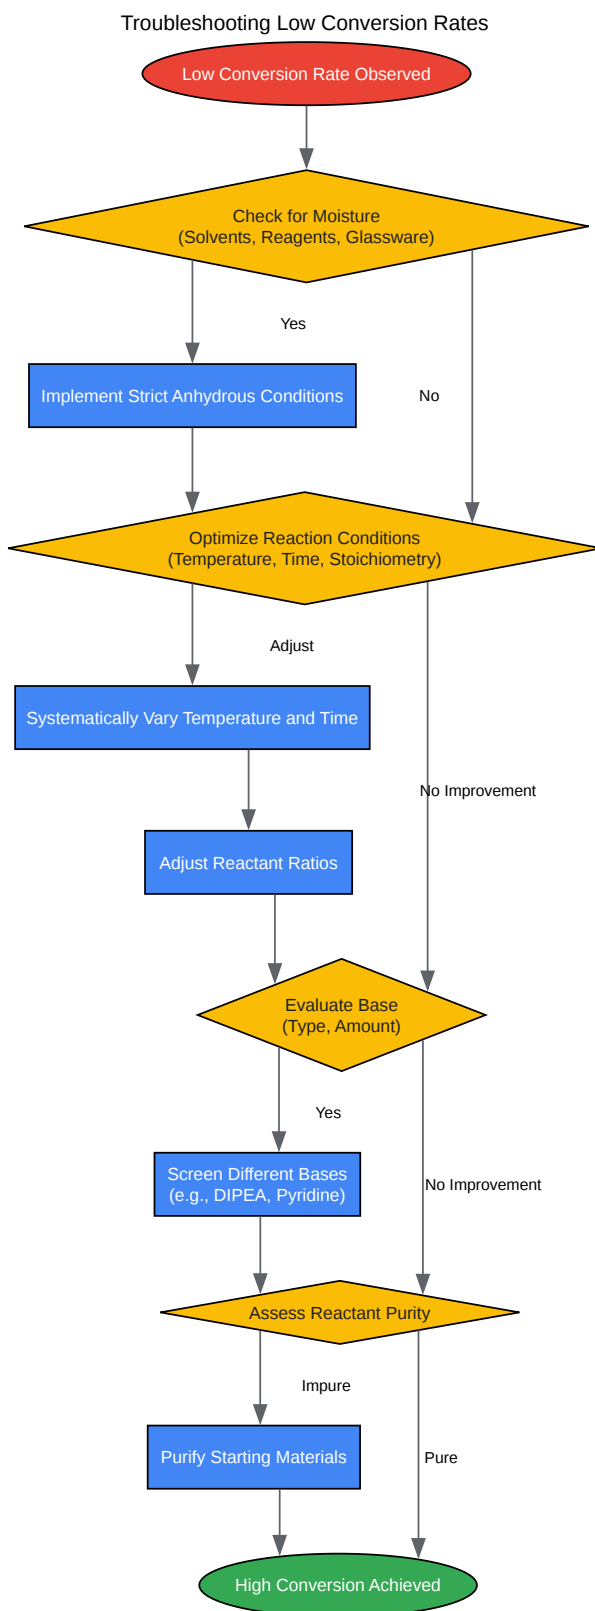 Troubleshooting Low Conversion Rates
Low Conversion Rate Observed
Check for Moisture
(Solvents, Reagents, Glassware)
Yes
Implement Strict Anhydrous Conditions
No
Optimize Reaction Conditions
(Temperature, Time, Stoichiometry)
Adjust
Systematically Vary Temperature and Time
No Improvement
Adjust Reactant Ratios
Evaluate Base
(Type, Amount)
Yes
Screen Different Bases
(e.g., DIPEA, Pyridine)
No Improvement
Assess Reactant Purity
Impure
Purify Starting Materials
Pure
High Conversion Achieved